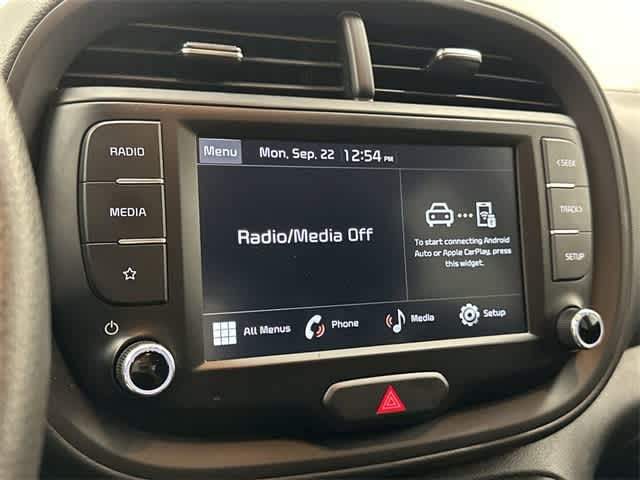 RADIO
MEDIA
Menu
Mon, Sep. 22 12:54 PM
Radio/Media Off
To start connecting Android
Auto or Apple CarPlay, press
this widget.
All Menus
Phone
Media
Setup
<SEEK
TRACK>
SETUP